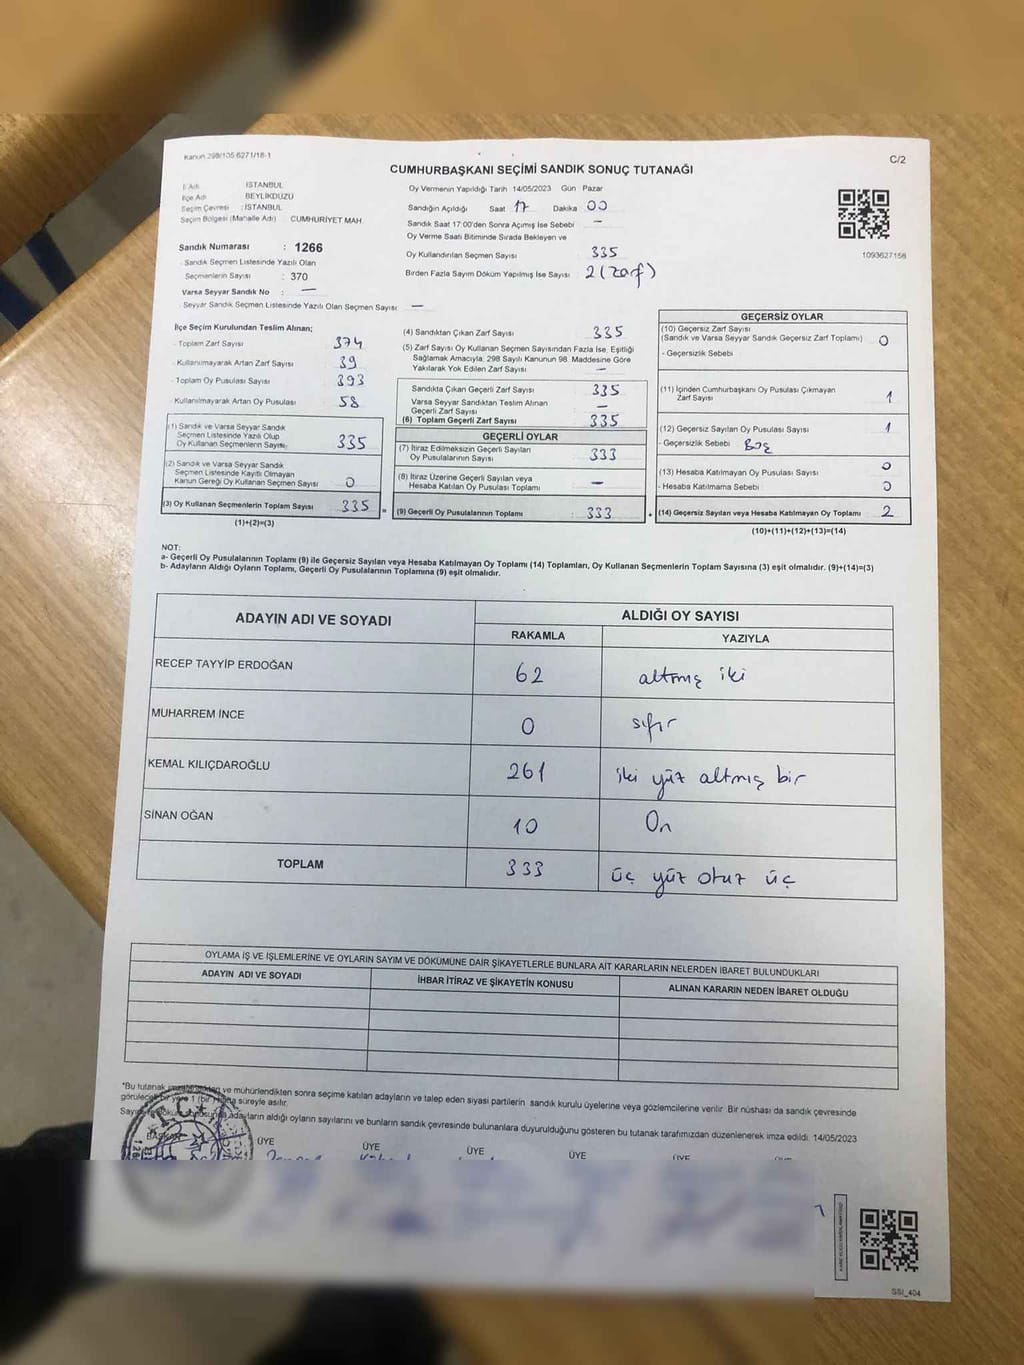 Kanun 298/105 6271/18-1
C/2
CUMHURBAŞKANI SEÇİMİ SANDIK SONUÇ TUTANAĞI
İl Adı İSTANBUL
İlçe Adı BEYLİKDÜZÜ
Seçim Çevresi : İSTANBUL
Seçim Bölgesi (Mahalle Adı) CUMHURİYET MAH.
Sandık Numarası : 1266
- Sandık Seçmen Listesinde Yazılı Olan
Seçmenlerin Sayısı : 370
Varsa Seyyar Sandık No : —
- Seyyar Sandık Seçmen Listesinde Yazılı Olan Seçmen Sayısı —
Oy Vermenin Yapıldığı Tarih 14/05/2023 Gün Pazar
Sandığın Açıldığı Saat 17 Dakika 00
Sandık Saat 17:00'den Sonra Açılmış İse Sebebi —
Oy Verme Saati Bitiminde Sırada Bekleyen ve
Oy Kullandırılan Seçmen Sayısı 335
Birden Fazla Sayım Döküm Yapılmış İse Sayısı 2 (zarf)
1093627158
İlçe Seçim Kurulundan Teslim Alınan;
- Toplam Zarf Sayısı 374
- Kullanılmayarak Artan Zarf Sayısı 39
- Toplam Oy Pusulası Sayısı 393
- Kullanılmayarak Artan Oy Pusulası 58
(1) Sandık ve Varsa Seyyar Sandık
Seçmen Listesinde Yazılı Olup
Oy Kullanan Seçmenlerin Sayısı 335
(2) Sandık ve Varsa Seyyar Sandık
Seçmen Listesinde Kayıtlı Olmayan
Kanun Gereği Oy Kullanan Seçmen Sayısı 0
(3) Oy Kullanan Seçmenlerin Toplam Sayısı 335 =
(1)+(2)=(3)
(4) Sandıktan Çıkan Zarf Sayısı 335
(5) Zarf Sayısı Oy Kullanan Seçmen Sayısından Fazla İse, Eşitliği
Sağlamak Amacıyla; 298 Sayılı Kanunun 98. Maddesine Göre
Yakılarak Yok Edilen Zarf Sayısı —
Sandıkta Çıkan Geçerli Zarf Sayısı 335
Varsa Seyyar Sandıktan Teslim Alınan
Geçerli Zarf Sayısı —
(6) Toplam Geçerli Zarf Sayısı 335
GEÇERLİ OYLAR
(7) İtiraz Edilmeksizin Geçerli Sayılan
Oy Pusulalarının Sayısı 333
(8) İtiraz Üzerine Geçerli Sayılan veya
Hesaba Katılan Oy Pusulası Toplamı —
(9) Geçerli Oy Pusulalarının Toplamı 333 +
GEÇERSİZ OYLAR
(10) Geçersiz Zarf Sayısı
(Sandık ve Varsa Seyyar Sandık Geçersiz Zarf Toplamı) 0
- Geçersizlik Sebebi
(11) İçinden Cumhurbaşkanı Oy Pusulası Çıkmayan
Zarf Sayısı 1
(12) Geçersiz Sayılan Oy Pusulası Sayısı 1
- Geçersizlik Sebebi Boş
(13) Hesaba Katılmayan Oy Pusulası Sayısı 0
- Hesaba Katılmama Sebebi 0
(14) Geçersiz Sayılan veya Hesaba Katılmayan Oy Toplamı 2
(10)+(11)+(12)+(13)=(14)
NOT:
a- Geçerli Oy Pusulalarının Toplamı (9) ile Geçersiz Sayılan veya Hesaba Katılmayan Oy Toplamı (14) Toplamları, Oy Kullanan Seçmenlerin Toplam Sayısına (3) eşit olmalıdır. (9)+(14)=(3)
b- Adayların Aldığı Oyların Toplamı, Geçerli Oy Pusulalarının Toplamına (9) eşit olmalıdır.
ADAYIN ADI VE SOYADI ALDIĞI OY SAYISI
RAKAMLA YAZIYLA
RECEP TAYYİP ERDOĞAN 62 altmış iki
MUHARREM İNCE 0 sıfır
KEMAL KILIÇDAROĞLU 261 iki yüz altmış bir
SİNAN OĞAN 10 On
TOPLAM 333 üç yüz otuz üç
OYLAMA İŞ VE İŞLEMLERİNE VE OYLARIN SAYIM VE DÖKÜMÜNE DAİR ŞİKAYETLERLE BUNLARA AİT KARARLARIN NELERDEN İBARET BULUNDUKLARI
ADAYIN ADI VE SOYADI İHBAR İTİRAZ VE ŞİKAYETİN KONUSU ALINAN KARARIN NEDEN İBARET OLDUĞU
*Bu tutanak ve mühürlendikten sonra seçime katılan adayların ve talep eden siyasi partilerin sandık kurulu üyelerine veya gözlemcilerine verilir. Bir nüshası da sandık çevresinde
görülecek bir yere 1 (bir) süreyle asılır.
adayların aldığı oyların sayılarını ve bunların sandık çevresinde bulunanlara duyurulduğunu gösteren bu tutanak tarafımızdan düzenlenerek imza edildi. 14/05/2023
BAŞKAN ÜYE ÜYE ÜYE ÜYE ÜYE
SSI_404